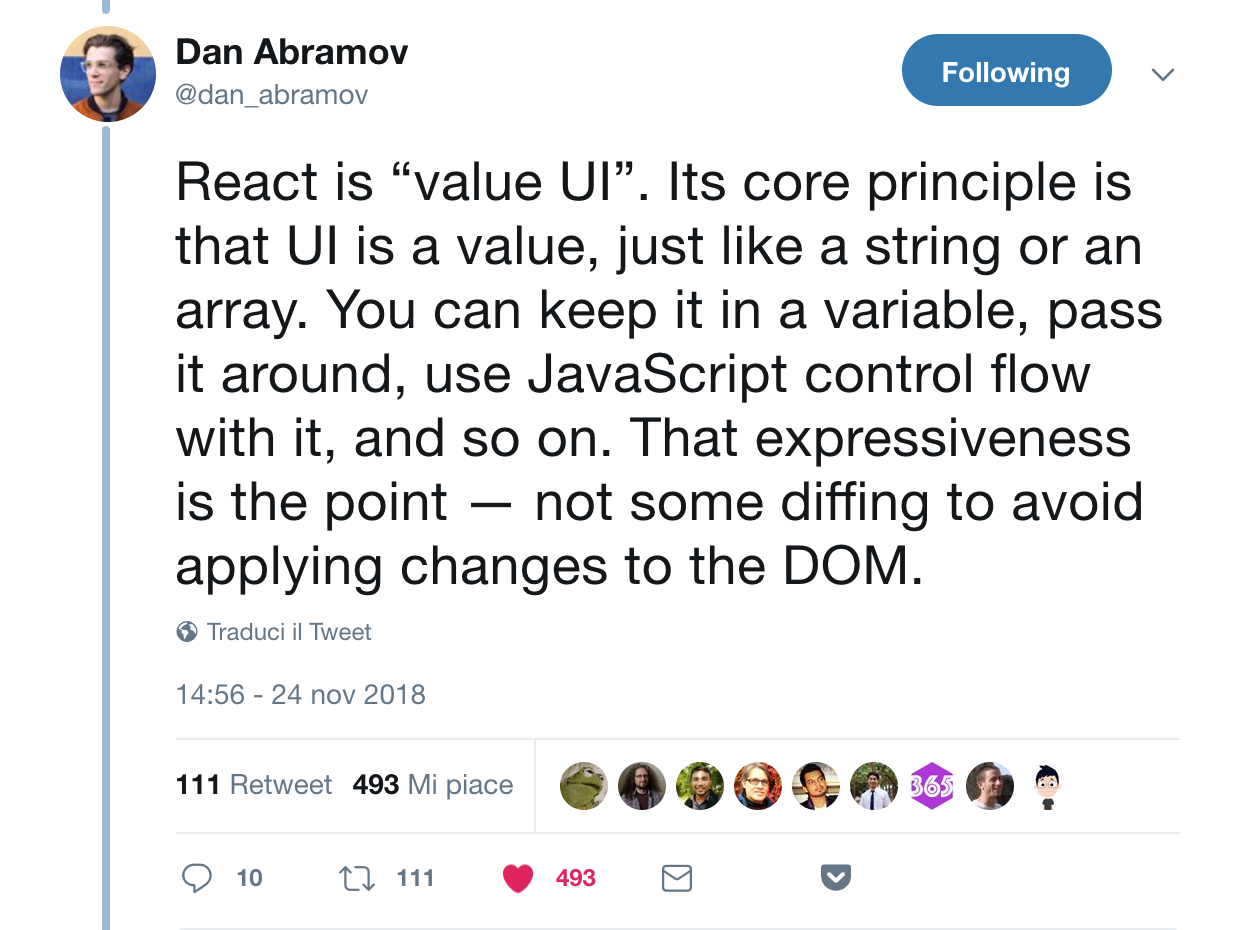 Dan Abramov
@dan_abramov
Following
React is “value UI”. Its core principle is
that UI is a value, just like a string or an
array. You can keep it in a variable, pass
it around, use JavaScript control flow
with it, and so on. That expressiveness
is the point — not some diffing to avoid
applying changes to the DOM.
Traduci il Tweet
14:56 - 24 nov 2018
111 Retweet 493 Mi piace
365
10 111 493